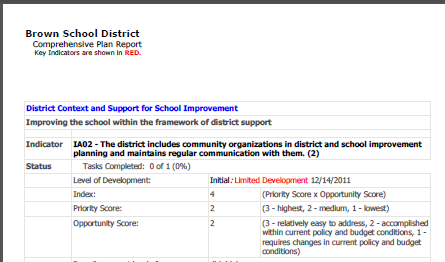 Brown School District
Comprehensive Plan Report
Key Indicators are shown in RED.
District Context and Support for School Improvement
Improving the school within the framework of district support
Indicator IA02 - The district includes community organizations in district and school improvement
planning and maintains regular communication with them. (2)
Status Tasks Completed: 0 of 1 (0%)
Level of Development: Initial: Limited Development 12/14/2011
Index: 4 (Priority Score x Opportunity Score)
Priority Score: 2 (3 - highest, 2 - medium, 1 - lowest)
Opportunity Score: 2 (3 - relatively easy to address, 2 - accomplished
within current policy and budget conditions, 1 -
requires changes in current policy and budget
conditions)